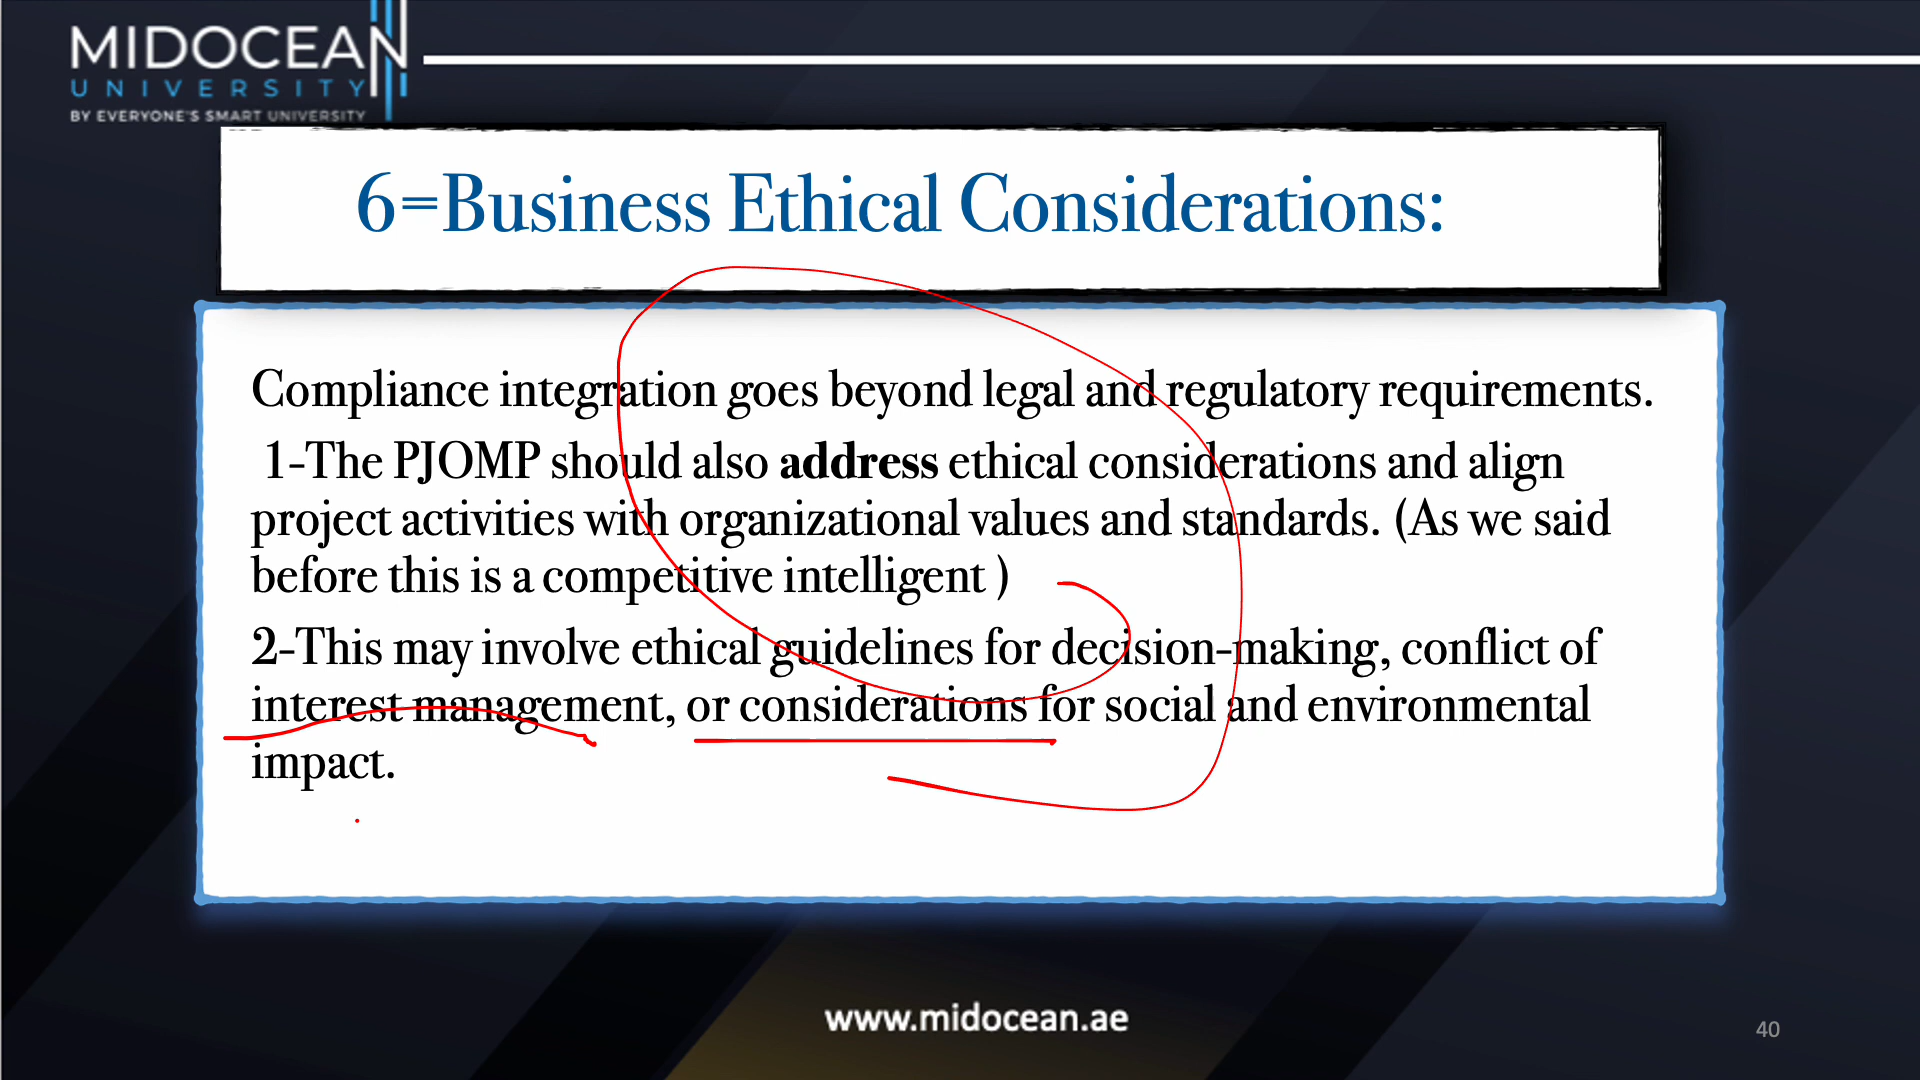 MIDOCEAN
UNIVERSITY
BY EVERYONE'S SMART UNIVERSITY
6=Business Ethical Considerations:
Compliance integration goes beyond legal and regulatory requirements.
1-The PJOMP should also address ethical considerations and align
project activities with organizational values and standards. (As we said
before this is a competitive intelligent )
2-This may involve ethical guidelines for decision-making, conflict of
interest management, or considerations for social and environmental
impact.
www.midocean.ae
40